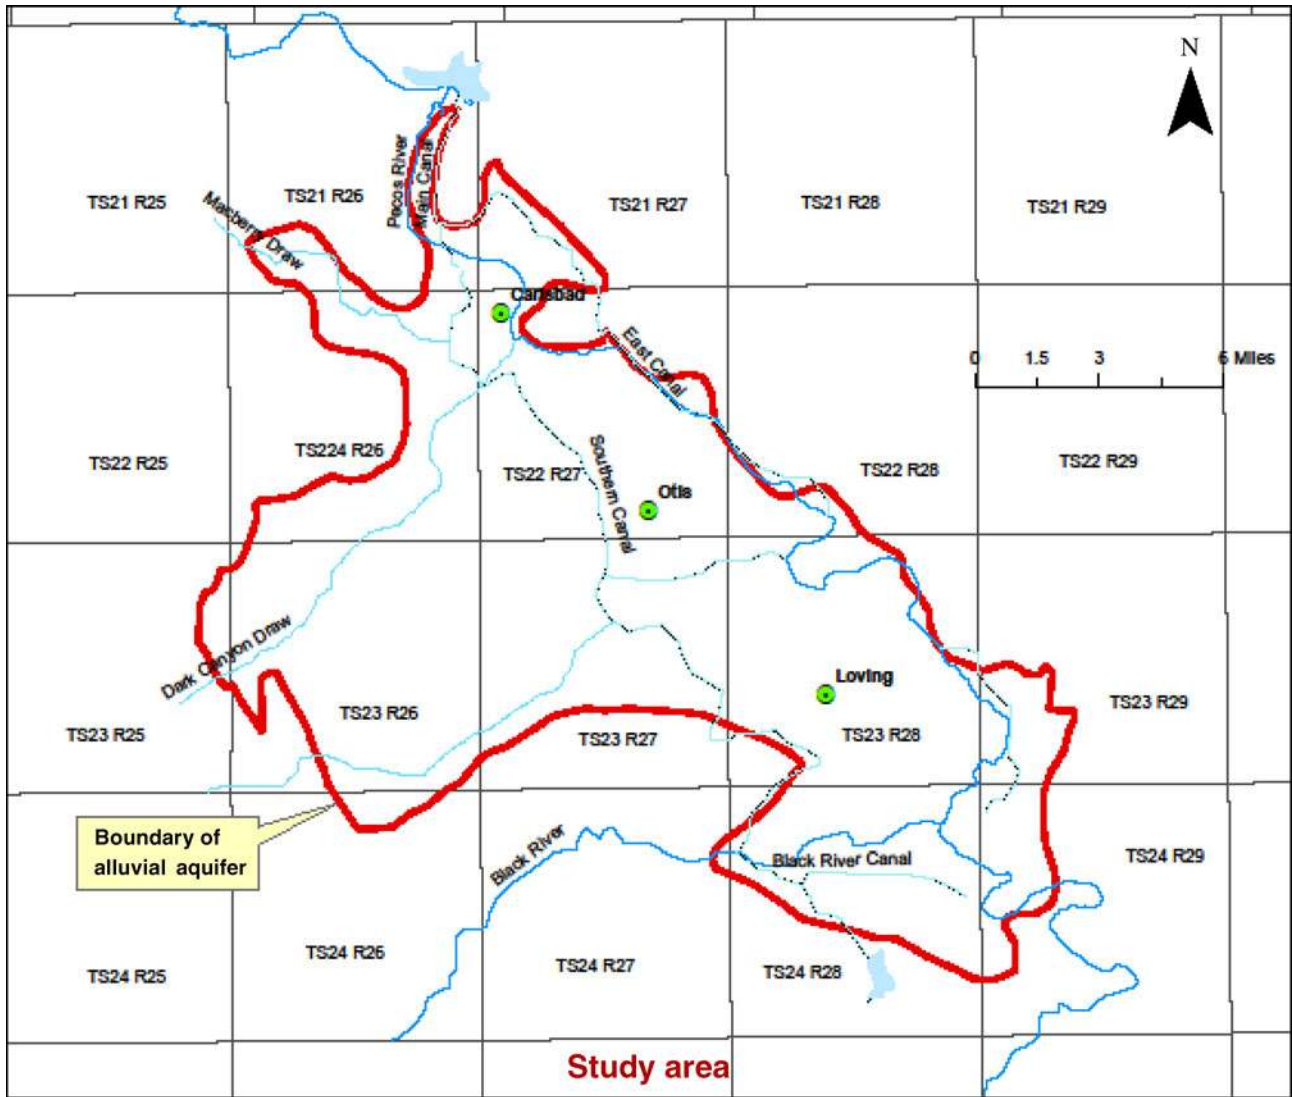 N
TS21 R25
TS21 R26
Pecos River
Main Canal
TS21 R27
TS21 R28
TS21 R29
Draw
Carlsbad
East Canal
0 1.5 3 6 Miles
TS22 R25
TS224 R26
TS22 R27
Southern Canal
Otis
TS22 R28
TS22 R29
Dark Canyon Draw
Loving
TS23 R25
TS23 R26
TS23 R27
TS23 R28
TS23 R29
Boundary of
alluvial aquifer
Black River
Black River Canal
TS24 R29
TS24 R25
TS24 R26
TS24 R27
TS24 R28
Study area